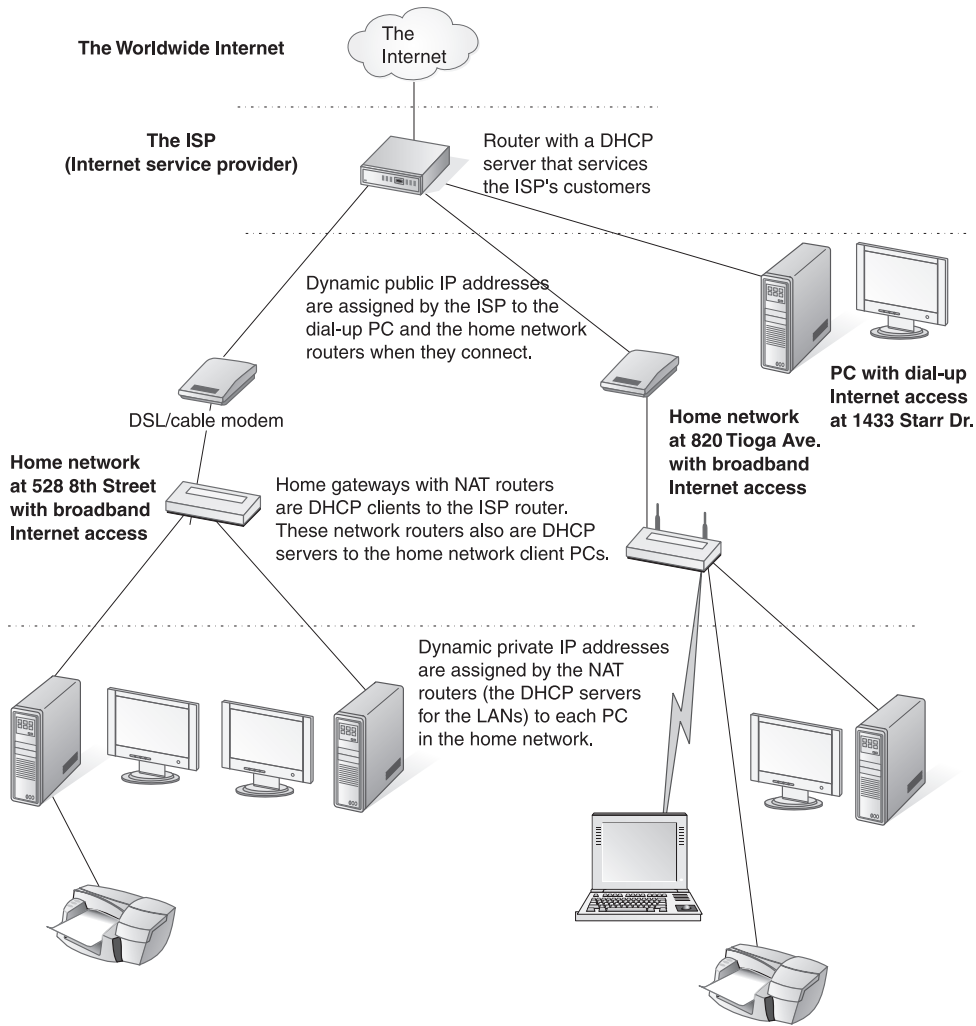 The Worldwide Internet
The
Internet
The ISP
(Internet service provider)
Router with a DHCP
server that services
the ISP's customers
Dynamic public IP addresses
are assigned by the ISP to the
dial-up PC and the home network
routers when they connect.
PC with dial-up
Internet access
at 1433 Starr Dr.
DSL/cable modem
Home network
at 820 Tioga Ave.
with broadband
Internet access
Home network
at 528 8th Street
with broadband
Internet access
Home gateways with NAT routers
are DHCP clients to the ISP router.
These network routers also are DHCP
servers to the home network client PCs.
Dynamic private IP addresses
are assigned by the NAT
routers (the DHCP servers
for the LANs) to each PC
in the home network.